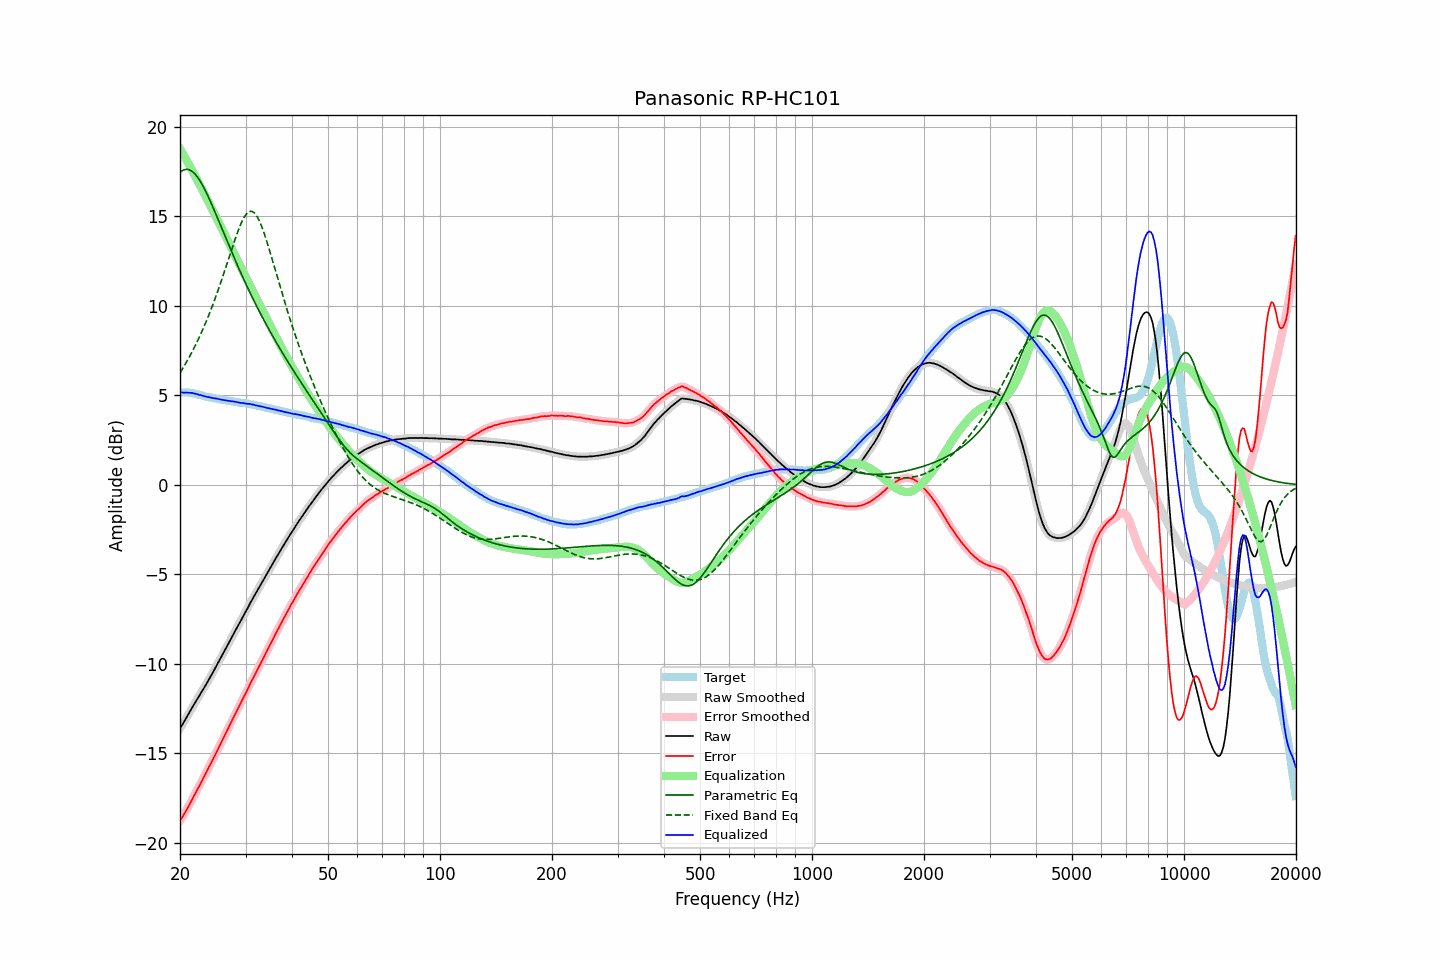 Panasonic RP-HC101
Amplitude (dBr)
20
15
10
5
0
−5
−10
−15
−20
Target
Raw Smoothed
Error Smoothed
Raw
Error
Equalization
Parametric Eq
Fixed Band Eq
Equalized
20 50 100 200 500 1000 2000 5000 10000 20000
Frequency (Hz)